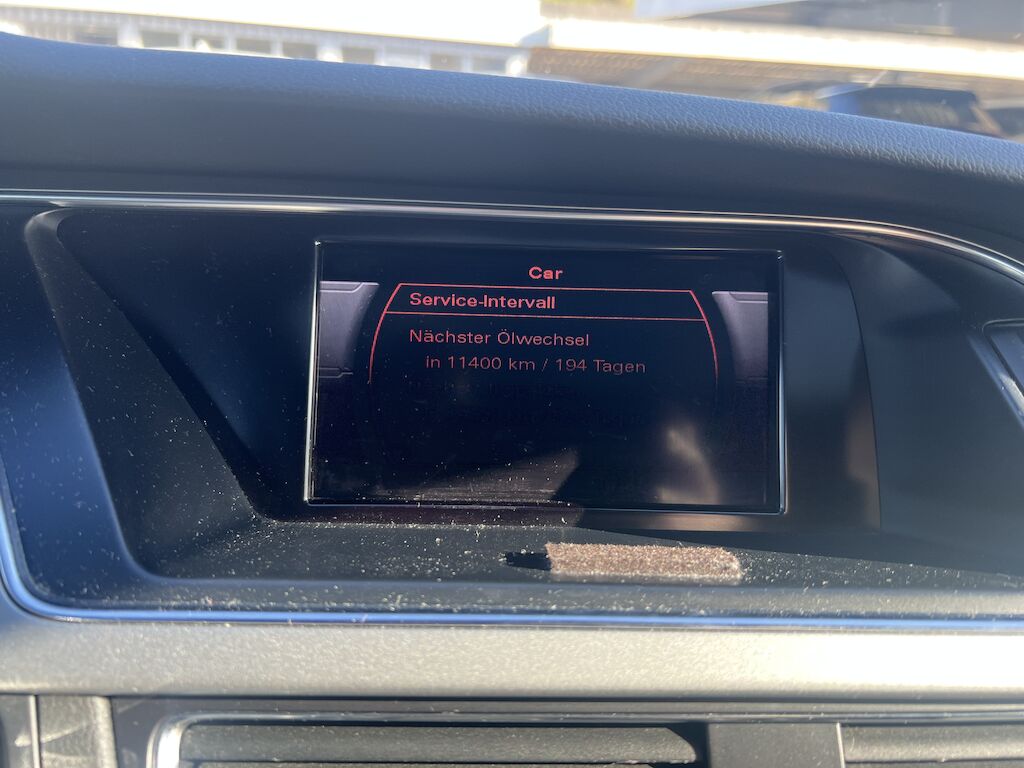 Car
Service-Intervall
Nächster Ölwechsel
in 11400 km / 194 Tagen